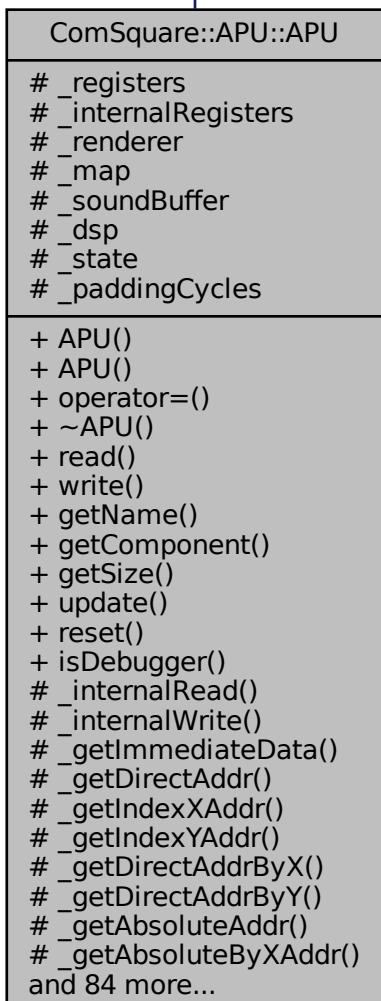 ComSquare::APU::APU
# _registers
# _internalRegisters
# _renderer
# _map
# _soundBuffer
# _dsp
# _state
# _paddingCycles
+ APU()
+ APU()
+ operator=()
+ ~APU()
+ read()
+ write()
+ getName()
+ getComponent()
+ getSize()
+ update()
+ reset()
+ isDebugger()
# _internalRead()
# _internalWrite()
# _getImmediateData()
# _getDirectAddr()
# _getIndexXAddr()
# _getIndexYAddr()
# _getDirectAddrByX()
# _getDirectAddrByY()
# _getAbsoluteAddr()
# _getAbsoluteByXAddr()
and 84 more...